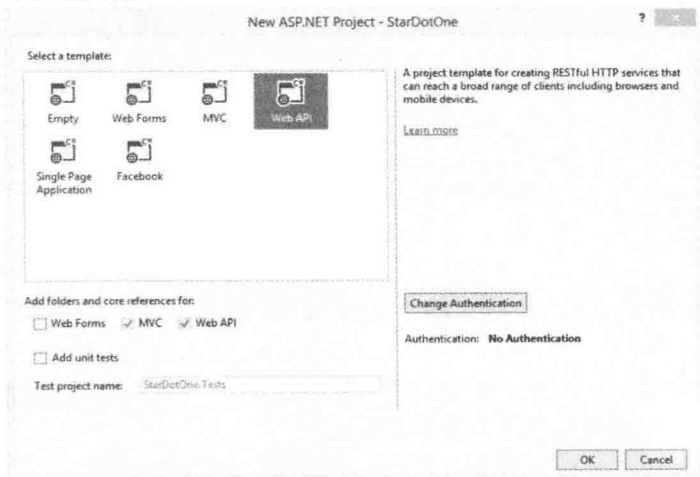 New ASP.NET Project - StarDotOne
?
Select a template:
Empty
Web Forms
MVC
Web API
Single Page
Application
Facebook
A project template for creating RESTful HTTP services that
can reach a broad range of clients including browsers and
mobile devices.
Learn more
Add folders and core references for:
Web Forms
MVC
Web API
Add unit tests
Test project name:
StarDotOne.Tests
Change Authentication
Authentication: No Authentication
OK
Cancel